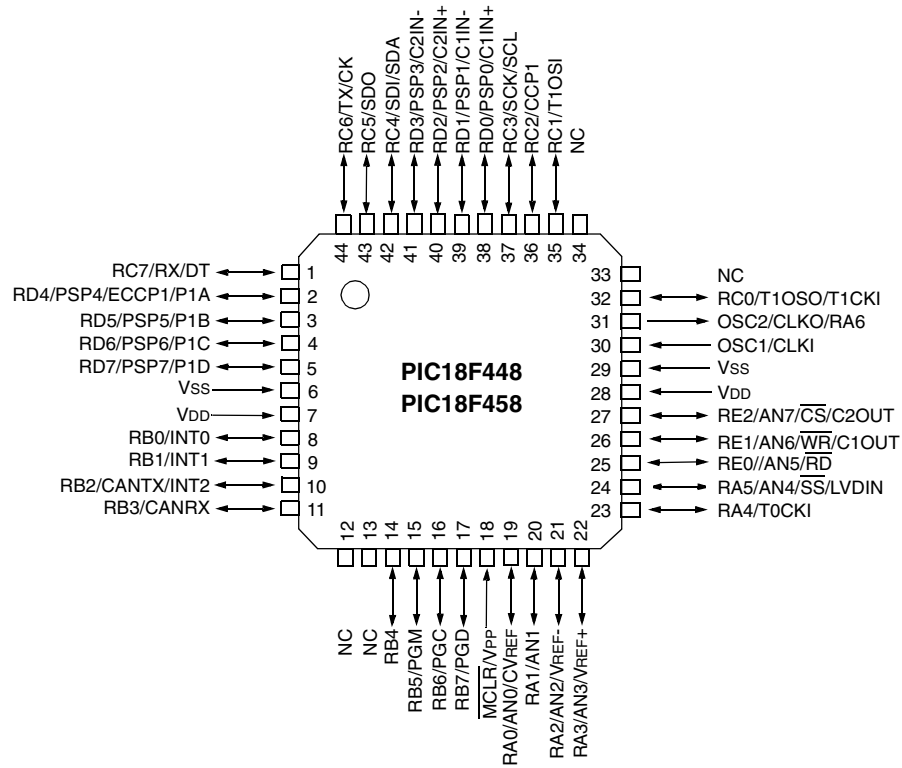 RC6/TX/CK
RC5/SDO
RC4/SDI/SDA
RD3/PSP3/C2IN-
RD2/PSP2/C2IN+
RD1/PSP1/C1IN-
RD0/PSP0/C1IN+
RC3/SCK/SCL
RC2/CCP1
RC1/T1OSI
NC
44
43
42
41
40
39
38
37
36
35
34
RC7/RX/DT 1
RD4/PSP4/ECCP1/P1A 2
RD5/PSP5/P1B 3
RD6/PSP6/P1C 4
RD7/PSP7/P1D 5
VSS 6
VDD 7
RB0/INT0 8
RB1/INT1 9
RB2/CANTX/INT2 10
RB3/CANRX 11
PIC18F448
PIC18F458
33 NC
32 RC0/T1OSO/T1CKI
31 OSC2/CLKO/RA6
30 OSC1/CLKI
29 VSS
28 VDD
27 RE2/AN7/CS/C2OUT
26 RE1/AN6/WR/C1OUT
25 RE0//AN5/RD
24 RA5/AN4/SS/LVDIN
23 RA4/T0CKI
12
13
14
15
16
17
18
19
20
21
22
NC
NC
RB4
RB5/PGM
RB6/PGC
RB7/PGD
MCLR/VPP
RA0/AN0/CVREF
RA1/AN1
RA2/AN2/VREF-
RA3/AN3/VREF+